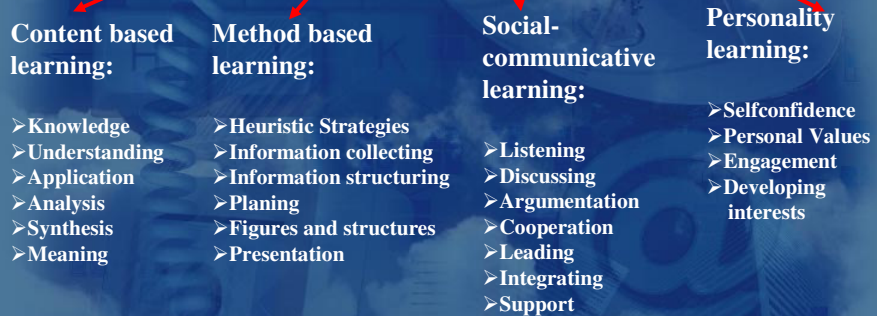 Content based
learning:
➢Knowledge
➢Understanding
➢Application
➢Analysis
➢Synthesis
➢Meaning
Method based
learning:
➢Heuristic Strategies
➢Information collecting
➢Information structuring
➢Planing
➢Figures and structures
➢Presentation
Social-
communicative
learning:
➢Listening
➢Discussing
➢Argumentation
➢Cooperation
➢Leading
➢Integrating
➢Support
Personality
learning:
➢Selfconfidence
➢Personal Values
➢Engagement
➢Developing
interests